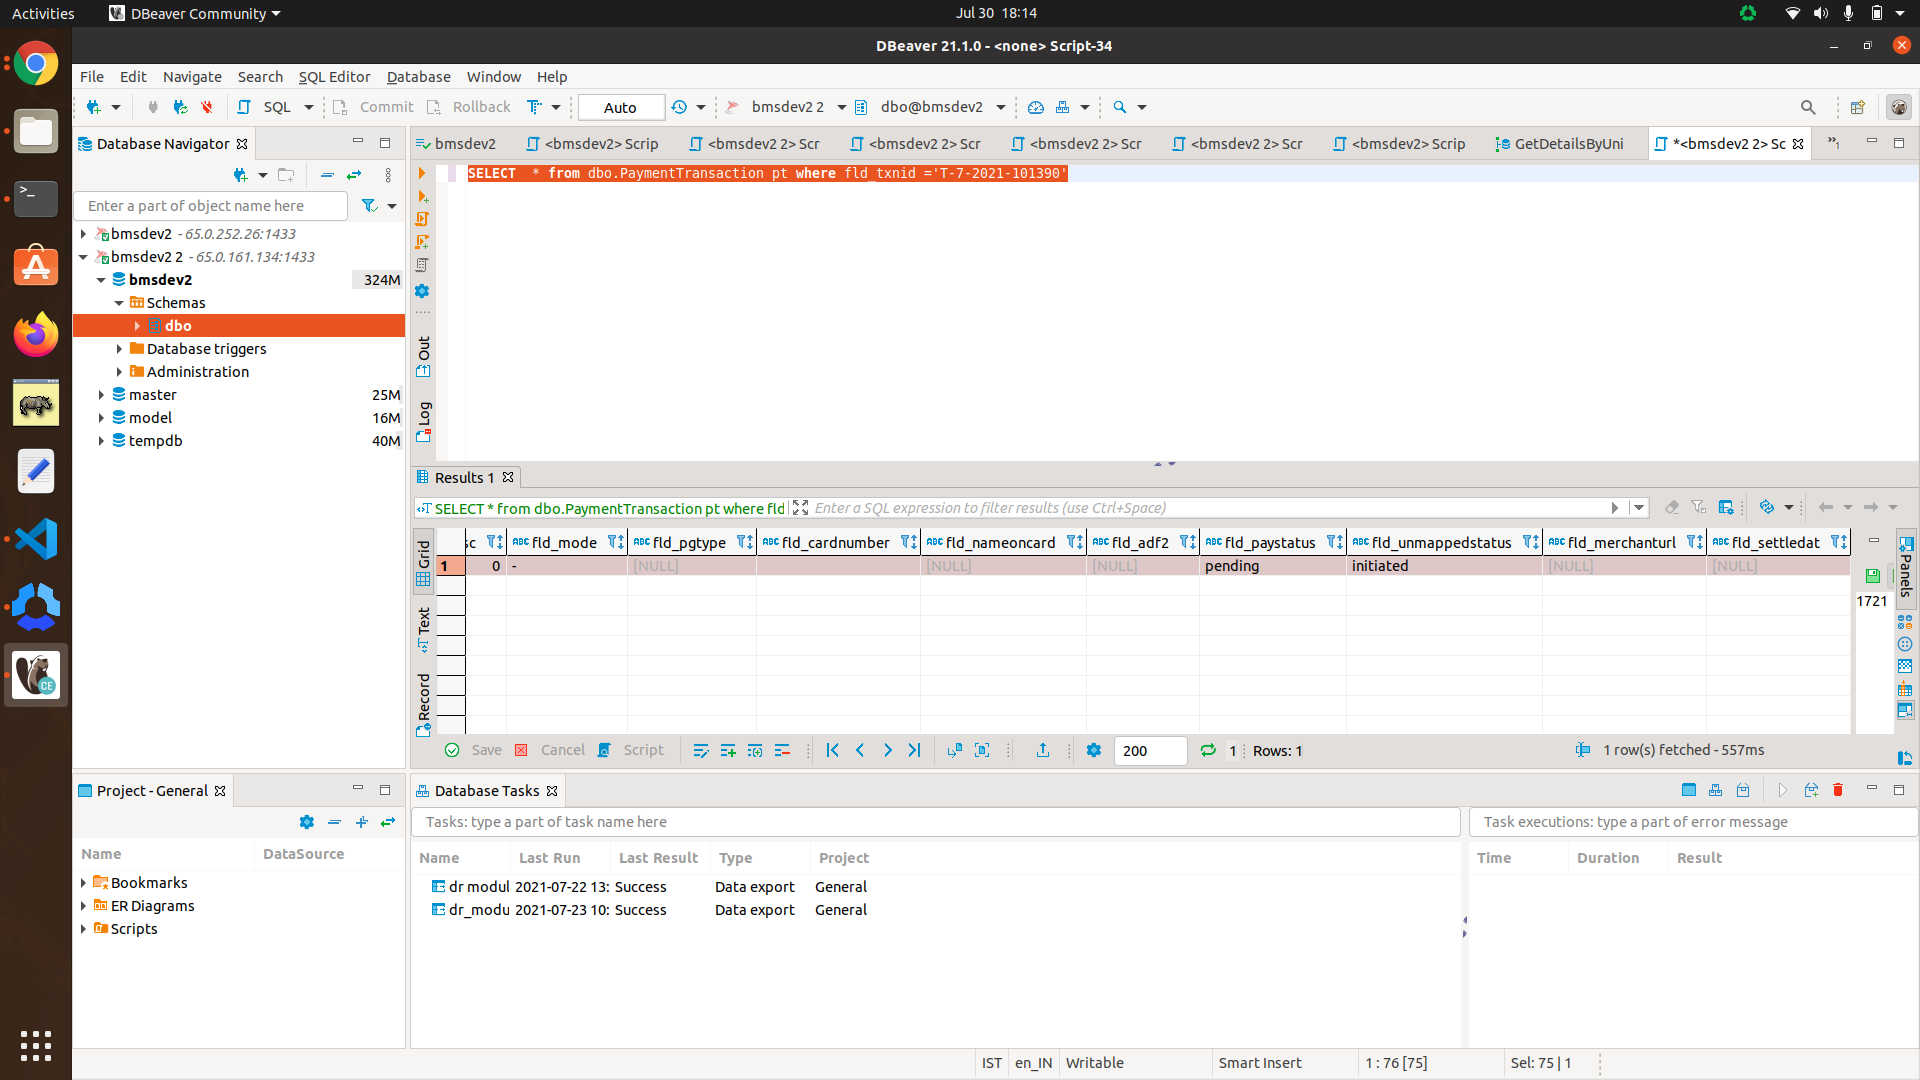 Activities
DBeaver Community
Jul 30 18:14
DBeaver 21.1.0 - <none> Script-34
File Edit Navigate Search SQL Editor Database Window Help
SQL Commit Rollback Auto bmsdev2 2 dbo@bmsdev2
Database Navigator
bmsdev2 <bmsdev2> Scrip <bmsdev2 2> Scr <bmsdev2 2> Scr <bmsdev2 2> Scr <bmsdev2 2> Scr <bmsdev2> Scrip GetDetailsByUni *<bmsdev2 2> Sc »1
Enter a part of object name here
bmsdev2 - 65.0.252.26:1433
bmsdev2 2 - 65.0.161.134:1433
bmsdev2 324M
Schemas
dbo
Database triggers
Administration
master 25M
model 16M
tempdb 40M
SELECT * from dbo.PaymentTransaction pt where fld_txnid ='T-7-2021-101390'
Out
Log
Results 1
SELECT * from dbo.PaymentTransaction pt where fld
Enter a SQL expression to filter results (use Ctrl+Space)
Grid
Text
Record
sc ABC fld_mode ABC fld_pgtype ABC fld_cardnumber ABC fld_nameoncard ABC fld_adf2 ABC fld_paystatus ABC fld_unmappedstatus ABC fld_merchanturl ABC fld_settledat
1 0 - [NULL] [NULL] [NULL] pending initiated [NULL] [NULL]
1721
Panels
Save Cancel Script 200 1 Rows: 1 1 row(s) fetched - 557ms
Project - General
Name DataSource
Bookmarks
ER Diagrams
Scripts
Database Tasks
Tasks: type a part of task name here
Task executions: type a part of error message
Name Last Run Last Result Type Project
Time Duration Result
dr modul 2021-07-22 13: Success Data export General
dr_modu 2021-07-23 10: Success Data export General
IST en_IN Writable Smart Insert 1 : 76 [75] Sel: 75 | 1